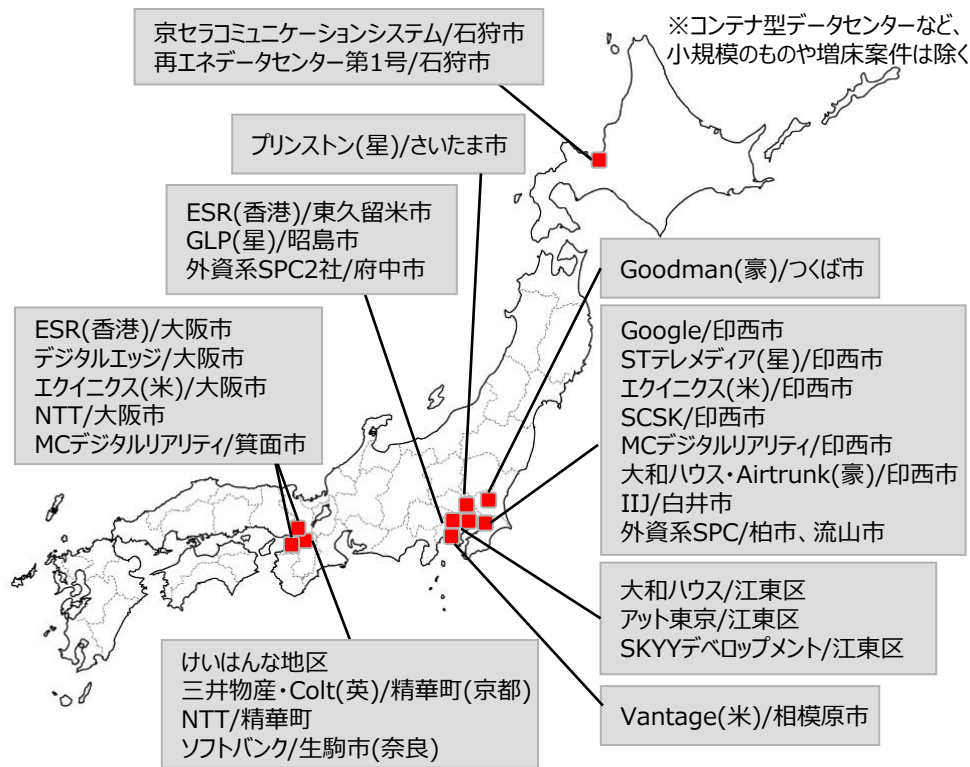 京セラコミュニケーションシステム/石狩市
再エネデータセンター第1号/石狩市
※コンテナ型データセンターなど、
小規模のものや増床案件は除く
プリンストン(星)/さいたま市
ESR(香港)/東久留米市
GLP(星)/昭島市
外資系SPC2社/府中市
Goodman(豪)/つくば市
ESR(香港)/大阪市
デジタルエッジ/大阪市
エクイニクス(米)/大阪市
NTT/大阪市
MCデジタルリアリティ/箕面市
Google/印西市
STテレメディア(星)/印西市
エクイニクス(米)/印西市
SCSK/印西市
MCデジタルリアリティ/印西市
大和ハウス・Airtrunk(豪)/印西市
IIJ/白井市
外資系SPC/柏市、流山市
大和ハウス/江東区
アット東京/江東区
SKYYデベロップメント/江東区
けいはんな地区
三井物産・Colt(英)/精華町(京都)
NTT/精華町
ソフトバンク/生駒市(奈良)
Vantage(米)/相模原市